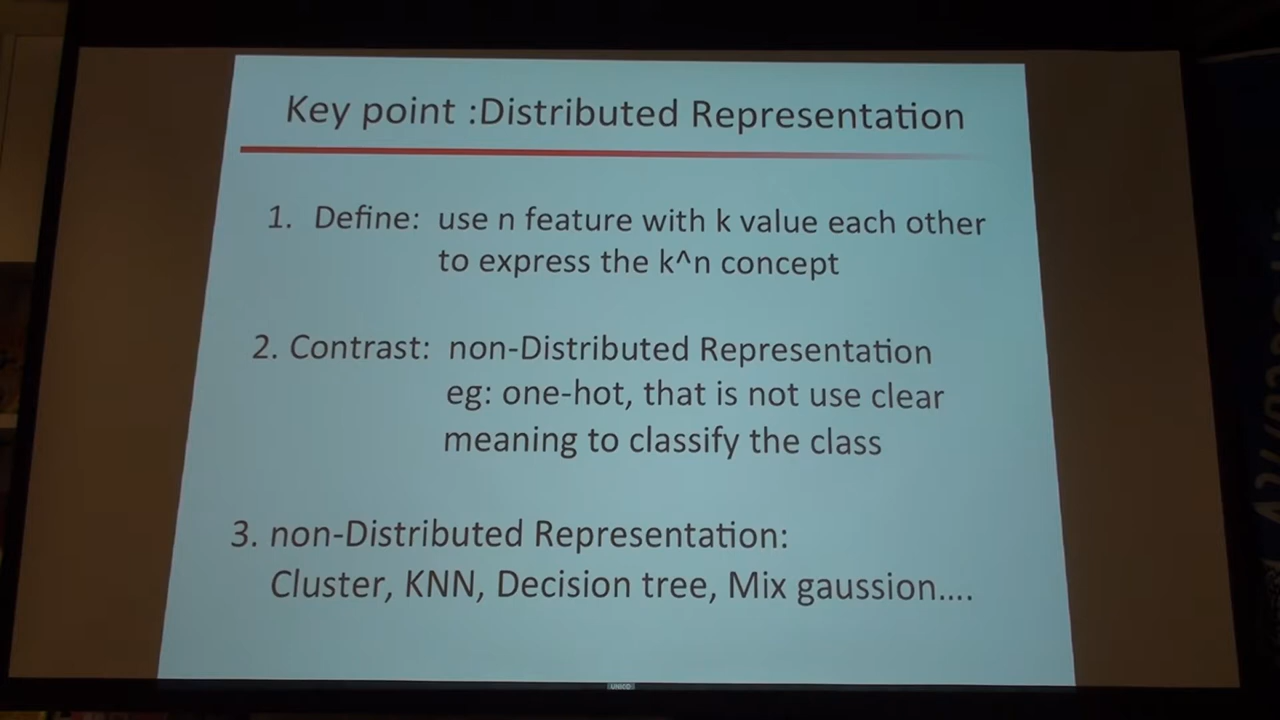 Key point :Distributed Representation
1. Define: use n feature with k value each other
to express the k^n concept
2. Contrast: non-Distributed Representation
eg: one-hot, that is not use clear
meaning to classify the class
3. non-Distributed Representation:
Cluster, KNN, Decision tree, Mix gaussion....